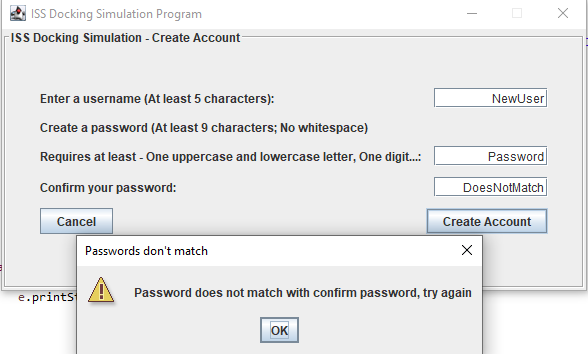 ISS Docking Simulation Program
ISS Docking Simulation - Create Account
Enter a username (At least 5 characters):
NewUser
Create a password (At least 9 characters; No whitespace)
Requires at least - One uppercase and lowercase letter, One digit...:
Password
Confirm your password:
DoesNotMatch
Cancel
Create Account
Passwords don't match
Password does not match with confirm password, try again
e.printSt
OK